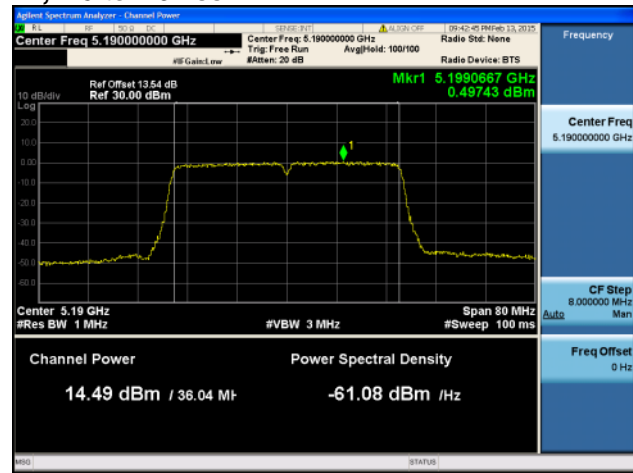 Agilent Spectrum Analyzer - Channel Power
RL RF 50 Ω DC SENSE:INT ALIGN OFF 09:42:45 PM Feb 13, 2015
Center Freq 5.190000000 GHz
Center Freq: 5.190000000 GHz
Radio Std: None
Trig: Free Run Avg|Hold: 100/100
#IFGain:Low #Atten: 20 dB Radio Device: BTS
Mkr1 5.1990667 GHz
0.49743 dBm
Ref Offset 13.54 dB
10 dB/div Ref 30.00 dBm
Log
20.0
10.0
0.00
-10.0
-20.0
-30.0
-40.0
-50.0
-60.0
1
Center 5.19 GHz Span 80 MHz
#Res BW 1 MHz #VBW 3 MHz #Sweep 100 ms
Channel Power Power Spectral Density
14.49 dBm / 36.04 MH -61.08 dBm /Hz
MSG STATUS
Frequency
Center Freq
5.190000000 GHz
CF Step
8.000000 MHz
Auto Man
Freq Offset
0 Hz